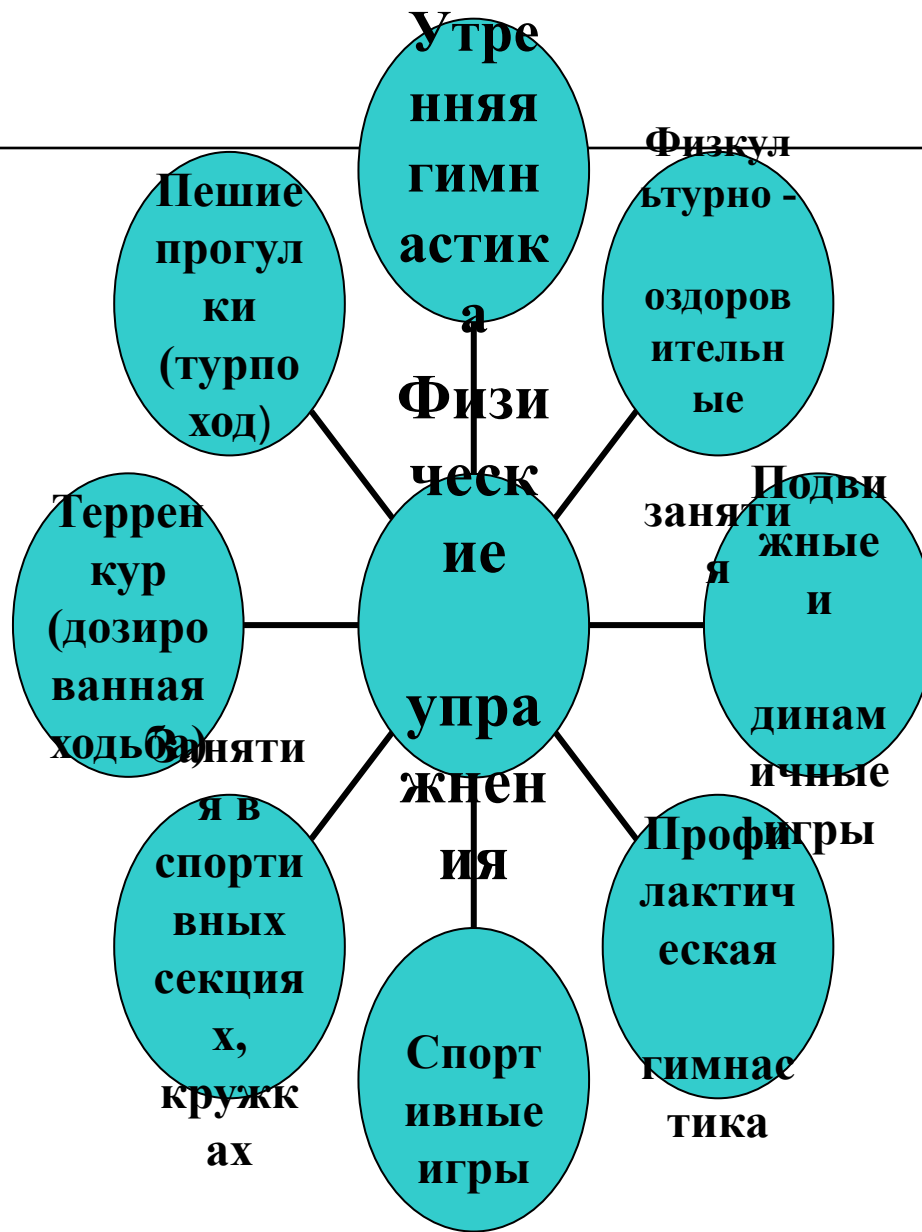 Утре
нняя
гимн
астик
а
Физкул
ьтурно -
оздоров
ительн
ые
заняти
я
Подви
жные
и
динам
ичные
игры
Профи
лактич
еская
гимнас
тика
Спорт
ивные
игры
Заняти
я в
спорти
вных
секция
х,
кружк
ах
Террен
кур
(дозиро
ванная
ходьба)
Пешие
прогул
ки
(турпо
ход)
Физи
ческ
ие
упра
жнен
ия